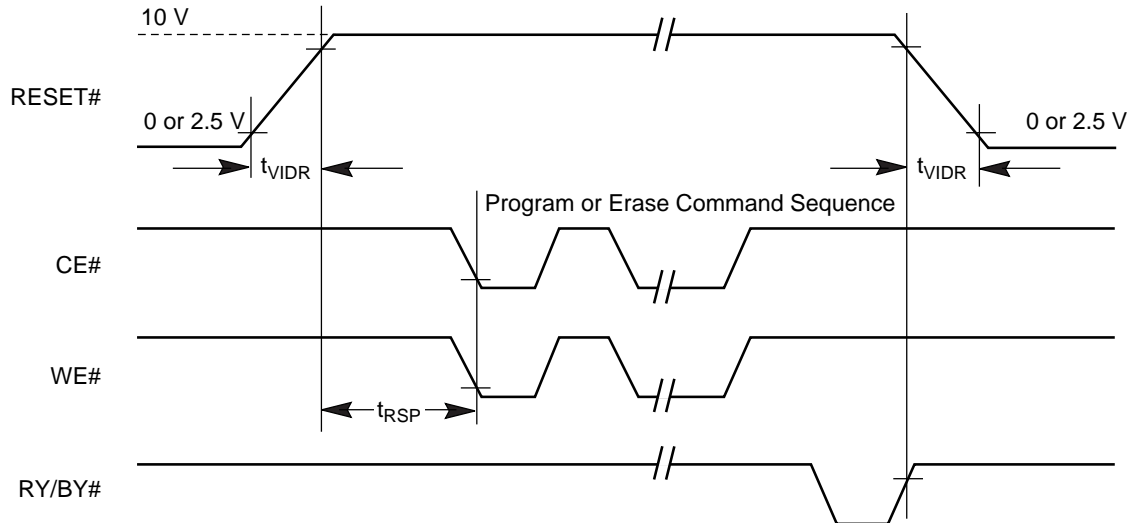 10 V
RESET#
0 or 2.5 V
0 or 2.5 V
tVIDR
tVIDR
Program or Erase Command Sequence
CE#
WE#
tRSP
RY/BY#